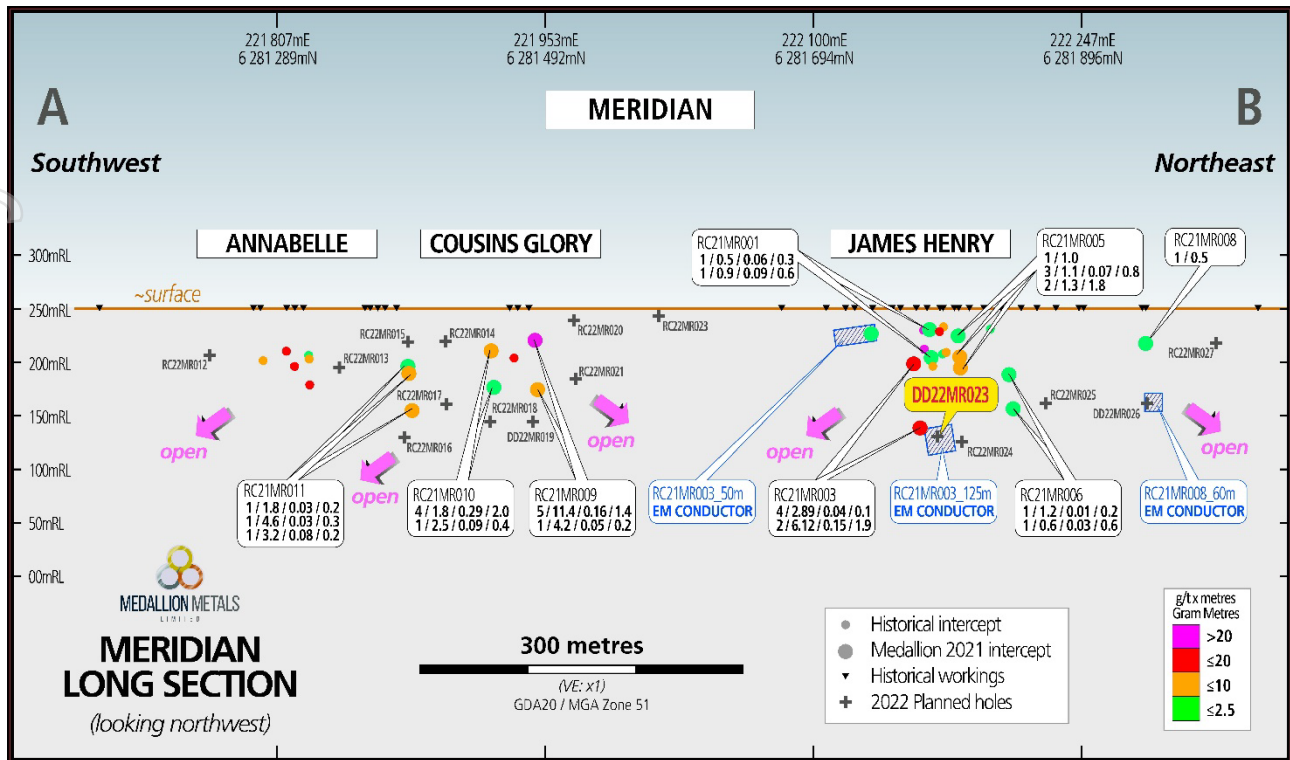 221 807mE
6 281 289mN
221 953mE
6 281 492mN
222 100mE
6 281 694mN
222 247mE
6 281 896mN
A
MERIDIAN
B
Southwest
Northeast
ANNABELLE
COUSINS GLORY
JAMES HENRY
RC21MR001
1 / 0.5 / 0.06 / 0.3
1 / 0.9 / 0.09 / 0.6
RC21MR005
1 / 1.0
3 / 1.1 / 0.07 / 0.8
2 / 1.3 / 1.8
RC21MR008
1 / 0.5
300mRL
250mRL
200mRL
150mRL
100mRL
50mRL
00mRL
~surface
RC22MR012
RC22MR013
RC22MR015
RC22MR014
RC22MR020
RC22MR023
RC22MR021
RC22MR017
RC22MR018
DD22MR019
RC22MR016
DD22MR023
RC22MR024
RC22MR025
DD22MR026
RC22MR027
open
open
open
open
open
RC21MR011
1 / 1.8 / 0.03 / 0.2
1 / 4.6 / 0.03 / 0.3
1 / 3.2 / 0.08 / 0.2
RC21MR010
4 / 1.8 / 0.29 / 2.0
1 / 2.5 / 0.09 / 0.4
RC21MR009
5 / 11.4 / 0.16 / 1.4
1 / 4.2 / 0.05 / 0.2
RC21MR003_50m
EM CONDUCTOR
RC21MR003
4 / 2.89 / 0.04 / 0.1
2 / 6.12 / 0.15 / 1.9
RC21MR003_125m
EM CONDUCTOR
RC21MR006
1 / 1.2 / 0.01 / 0.2
1 / 0.6 / 0.03 / 0.6
RC21MR008_60m
EM CONDUCTOR
MEDALLION METALS
LIMITED
MERIDIAN
LONG SECTION
(looking northwest)
300 metres
(VE: x1)
GDA20 / MGA Zone 51
Historical intercept
Medallion 2021 intercept
Historical workings
2022 Planned holes
g/t x metres
Gram Metres
>20
≤20
≤10
≤2.5